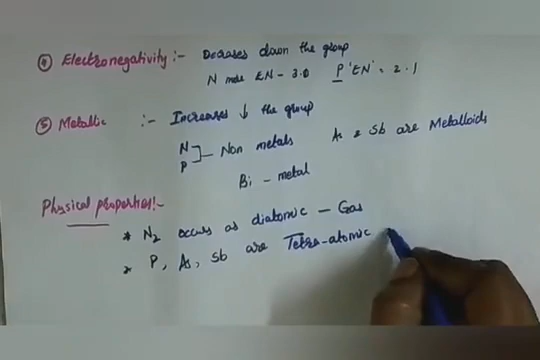 ④ Electronegativity :- Decreases down the group
N more EN - 3.0 P 'EN' = 2.1
⑤ Metallic :- Increases ↓ the group
N
P ]- Non metals As & Sb are Metalloids
Bi - metal
Physical properties:-
* N₂ occurs as diatomic - Gas
* P, As, Sb are Tetra-atomic